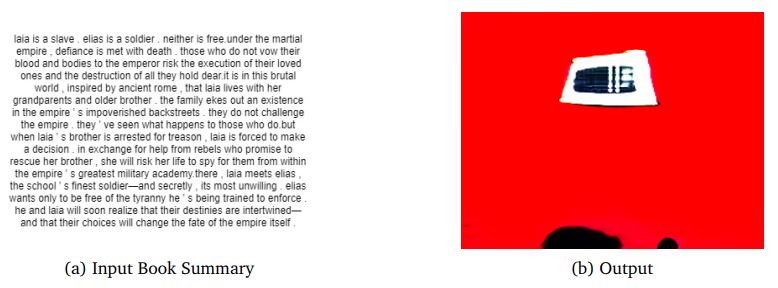 laia is a slave . elias is a soldier . neither is free.under the martial
empire , defiance is met with death . those who do not vow their
blood and bodies to the emperor risk the execution of their loved
ones and the destruction of all they hold dear.it is in this brutal
world , inspired by ancient rome , that laia lives with her
grandparents and older brother . the family ekes out an existence
in the empire ' s impoverished backstreets . they do not challenge
the empire . they ' ve seen what happens to those who do.but
when laia ' s brother is arrested for treason , laia is forced to make
a decision . in exchange for help from rebels who promise to
rescue her brother , she will risk her life to spy for them from within
the empire ' s greatest military academy.there , laia meets elias ,
the school ' s finest soldier—and secretly , its most unwilling . elias
wants only to be free of the tyranny he ' s being trained to enforce .
he and laia will soon realize that their destinies are intertwined—
and that their choices will change the fate of the empire itself .
(a) Input Book Summary
(b) Output